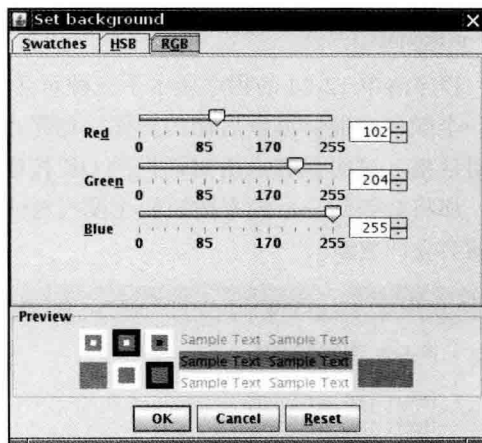 Set background
Swatches HSB RGB
Red 102
0 85 170 255
Green 204
0 85 170 255
Blue 255
0 85 170 255
Preview
Sample Text Sample Text
Sample Text Sample Text
Sample Text Sample Text
OK Cancel Reset